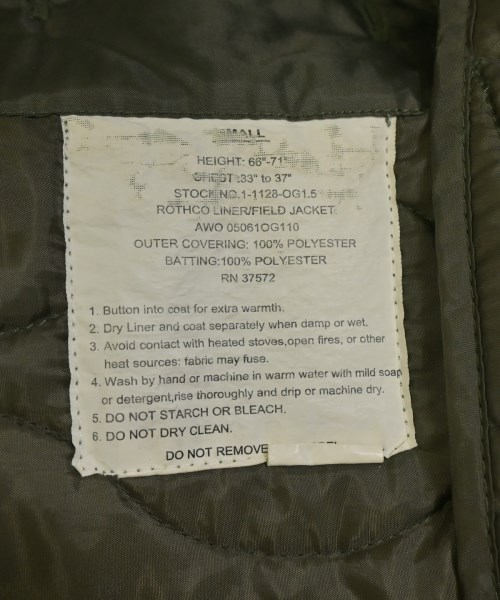 SMALL
HEIGHT: 66"-71"
CHEST :33" to 37"
STOCK NO.1-1128-OG1.5
ROTHCO LINER/FIELD JACKET
AWO 05061OG110
OUTER COVERING: 100% POLYESTER
BATTING:100% POLYESTER
RN 37572
1. Button into coat for extra warmth.
2. Dry Liner and coat separately when damp or wet.
3. Avoid contact with heated stoves,open fires, or other
heat sources: fabric may fuse.
4. Wash by hand or machine in warm water with mild soap
or detergent,rise thoroughly and drip or machine dry.
5. DO NOT STARCH OR BLEACH.
6. DO NOT DRY CLEAN.
DO NOT REMOVE